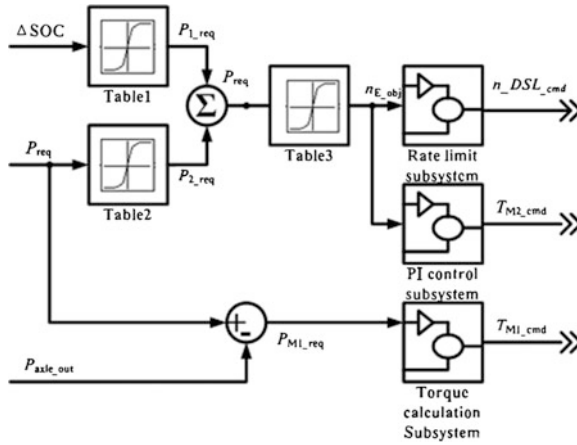 ΔSOC
P1_req
Table1
Preq
nE_obj
n_DSL_cmd
Σ
Table3
Rate limit
subsystem
Preq
P2_req
Table2
TM2_cmd
PI control
subsystem
+
-
PM1_req
TM1_cmd
Paxle_out
Torque
calculation
Subsystem